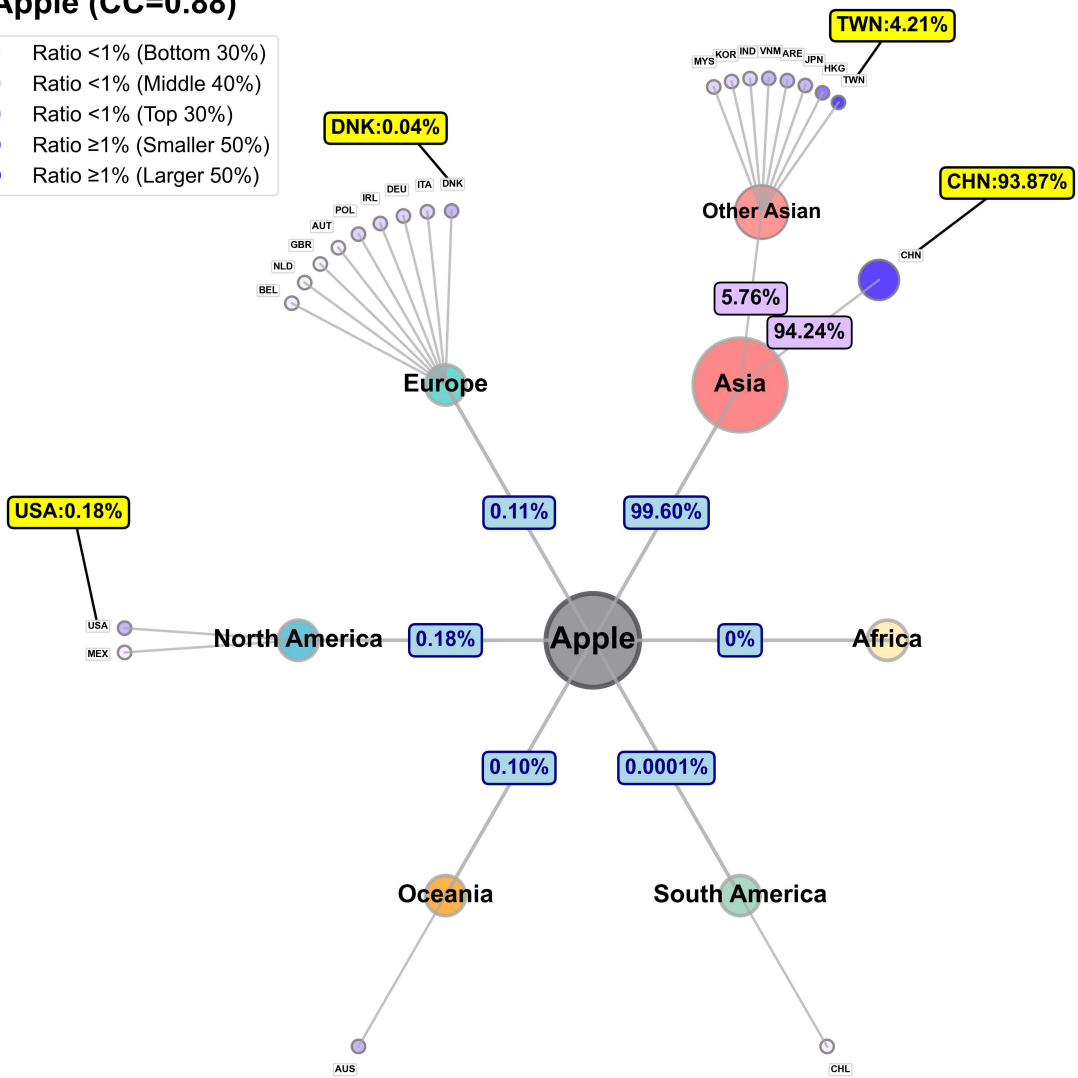 Apple (CC=0.88)
Ratio <1% (Bottom 30%)
Ratio <1% (Middle 40%)
Ratio <1% (Top 30%)
Ratio ≥1% (Smaller 50%)
Ratio ≥1% (Larger 50%)
TWN:4.21%
MYS
KOR
IND
VNM
ARE
JPN
HKG
TWN
DNK:0.04%
CHN:93.87%
BEL
NLD
GBR
AUT
POL
IRL
DEU
ITA
DNK
Other Asian
CHN
5.76%
94.24%
Europe
Asia
0.11%
99.60%
USA:0.18%
USA
MEX
North America
0.18%
Apple
0%
Africa
0.10%
0.0001%
Oceania
South America
AUS
CHL